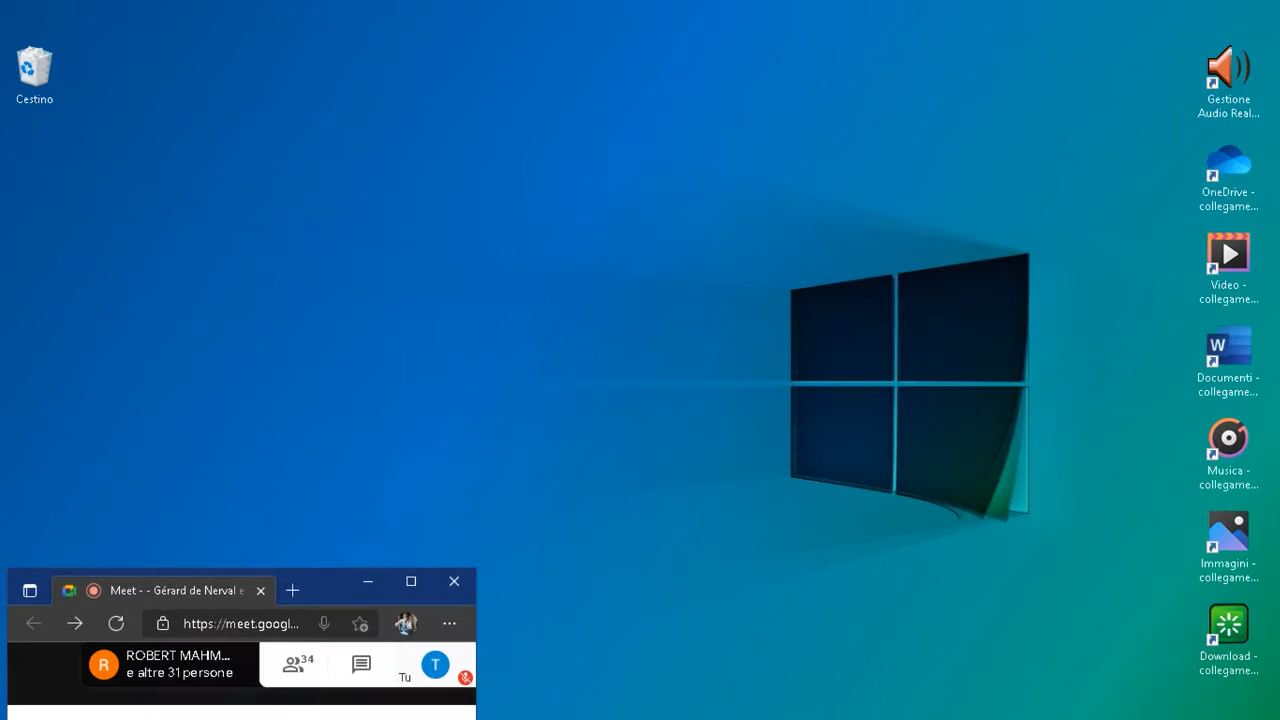 Cestino
Gestione
Audio Real...
OneDrive -
collegame...
Video -
collegame...
W
Documenti -
collegame...
Musica -
collegame...
Immagini -
collegame...
Download -
collegame...
Meet - - Gérard de Nerval e
https://meet.googl...
R
ROBERT MAHM...
e altre 31 persone
34
Tu
T